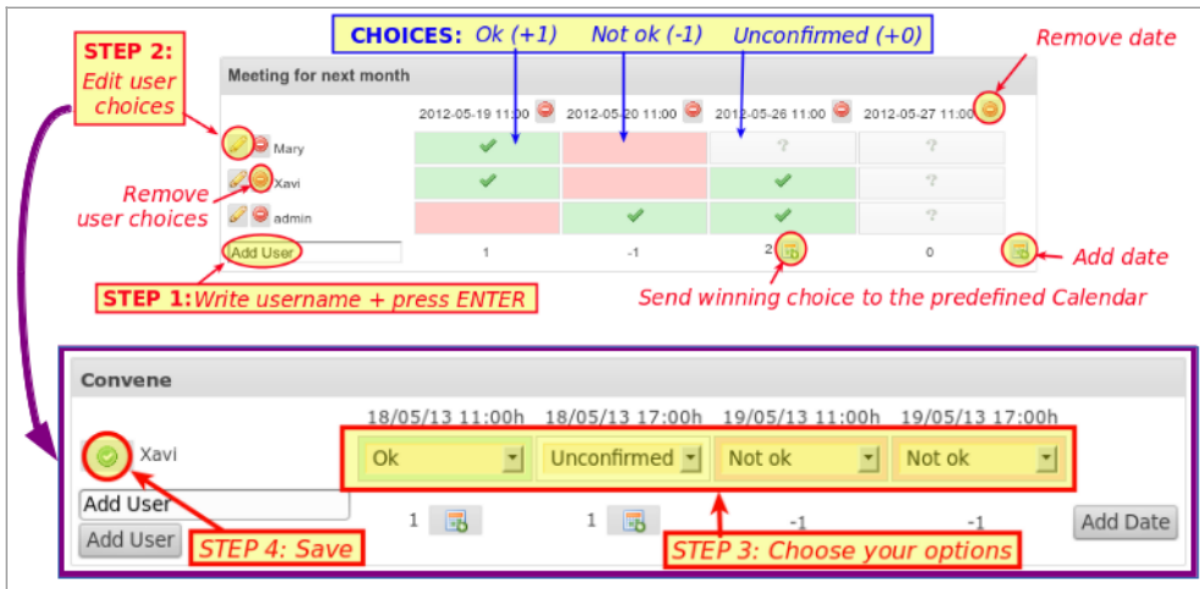 CHOICES: Ok (+1) Not ok (-1) Unconfirmed (+0)
Remove date
STEP 2:
Edit user
choices
Meeting for next month
2012-05-19 11:00 2012-05-20 11:00 2012-05-26 11:00 2012-05-27 11:00
Mary ? ?
Xavi ?
admin ?
Remove
user choices
Add User 1 -1 2 0
Add date
STEP 1: Write username + press ENTER
Send winning choice to the predefined Calendar
Convene
18/05/13 11:00h 18/05/13 17:00h 19/05/13 11:00h 19/05/13 17:00h
Xavi Ok Unconfirmed Not ok Not ok
Add User
1 1 -1 -1
Add User
Add Date
STEP 4: Save
STEP 3: Choose your options